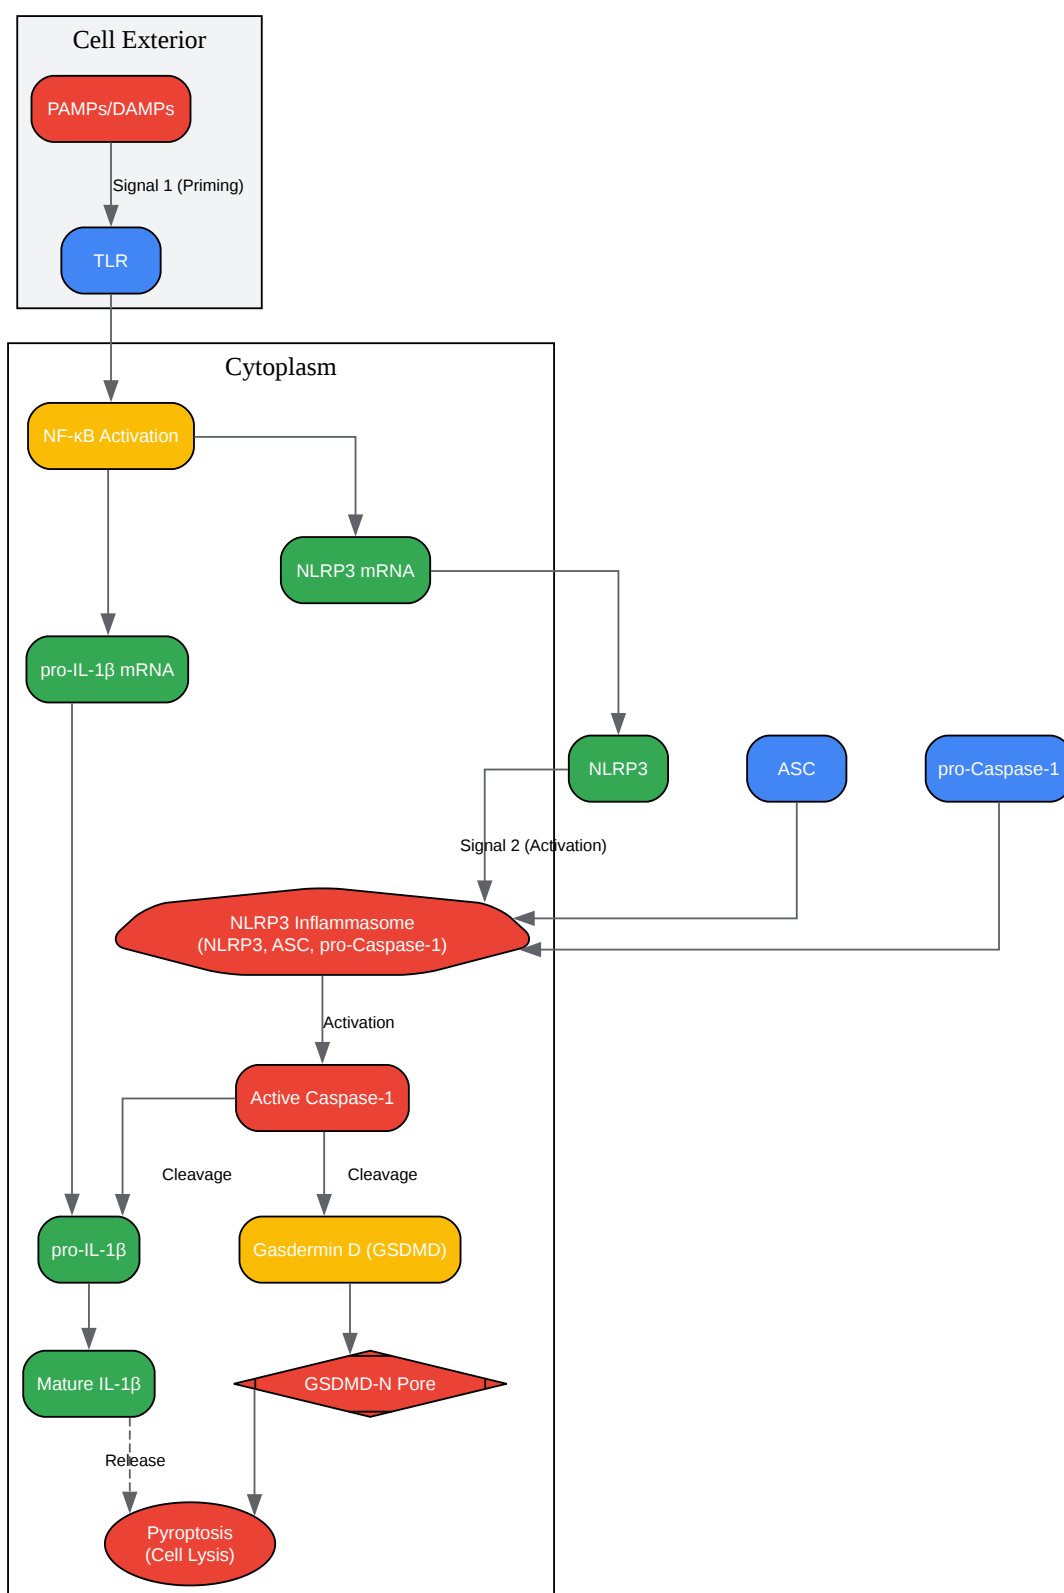 Cell Exterior
PAMPs/DAMPs
Signal 1 (Priming)
TLR
Cytoplasm
NF-κB Activation
NLRP3 mRNA
pro-IL-1β mRNA
NLRP3
ASC
pro-Caspase-1
Signal 2 (Activation)
NLRP3 Inflammasome
(NLRP3, ASC, pro-Caspase-1)
Activation
Active Caspase-1
Cleavage
Cleavage
pro-IL-1β
Gasdermin D (GSDMD)
Mature IL-1β
GSDMD-N Pore
Release
Pyroptosis
(Cell Lysis)